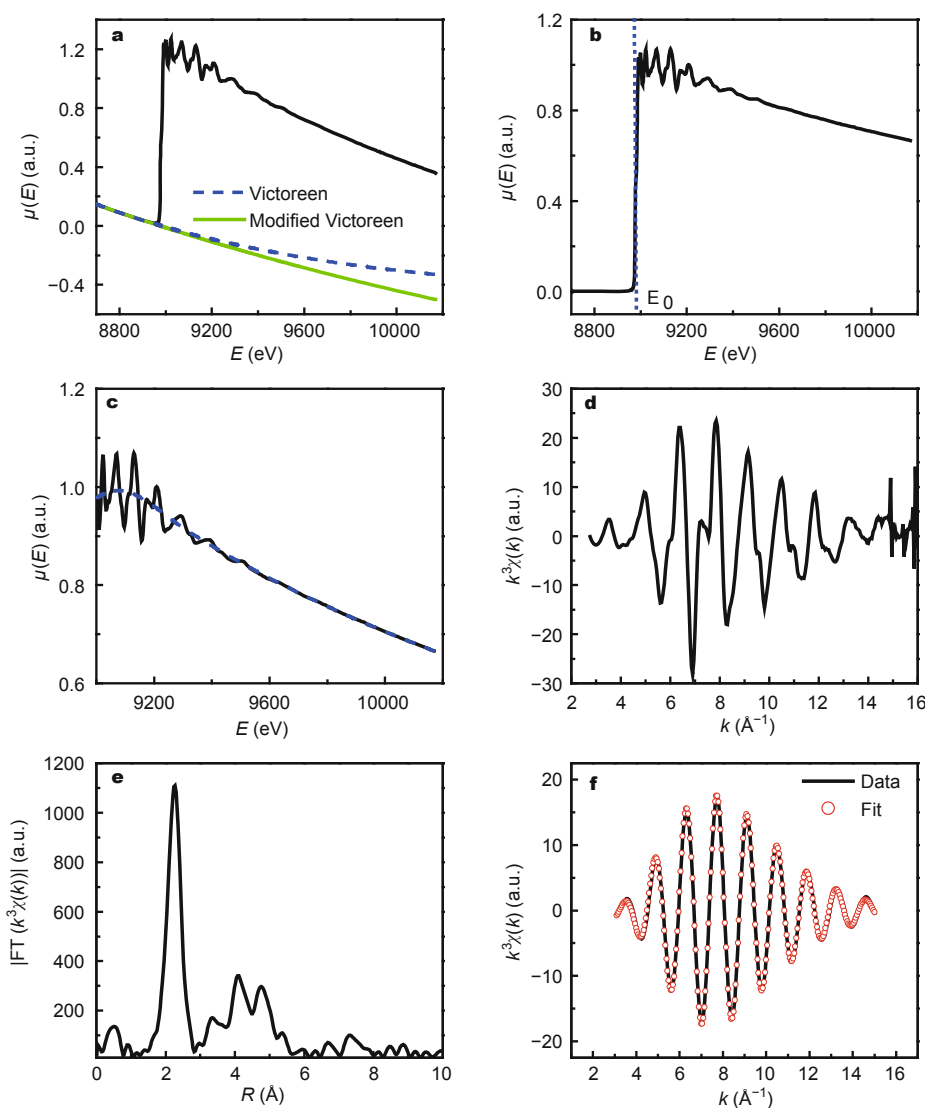 a
1.2
0.8
0.4
0.0
−0.4
μ(E) (a.u.)
Victoreen
Modified Victoreen
8800
9200
9600
10000
E (eV)
b
1.2
0.8
0.4
0.0
μ(E) (a.u.)
E0
8800
9200
9600
10000
E (eV)
c
1.2
1.0
0.8
0.6
μ(E) (a.u.)
9200
9600
10000
E (eV)
d
30
20
10
0
−10
−20
−30
k³χ(k) (a.u.)
2
4
6
8
10
12
14
16
k (Å⁻¹)
e
1200
1000
800
600
400
200
|FT (k³χ(k))| (a.u.)
0
2
4
6
8
10
R (Å)
f
20
10
0
−10
−20
k³χ(k) (a.u.)
Data
Fit
2
4
6
8
10
12
14
16
k (Å⁻¹)